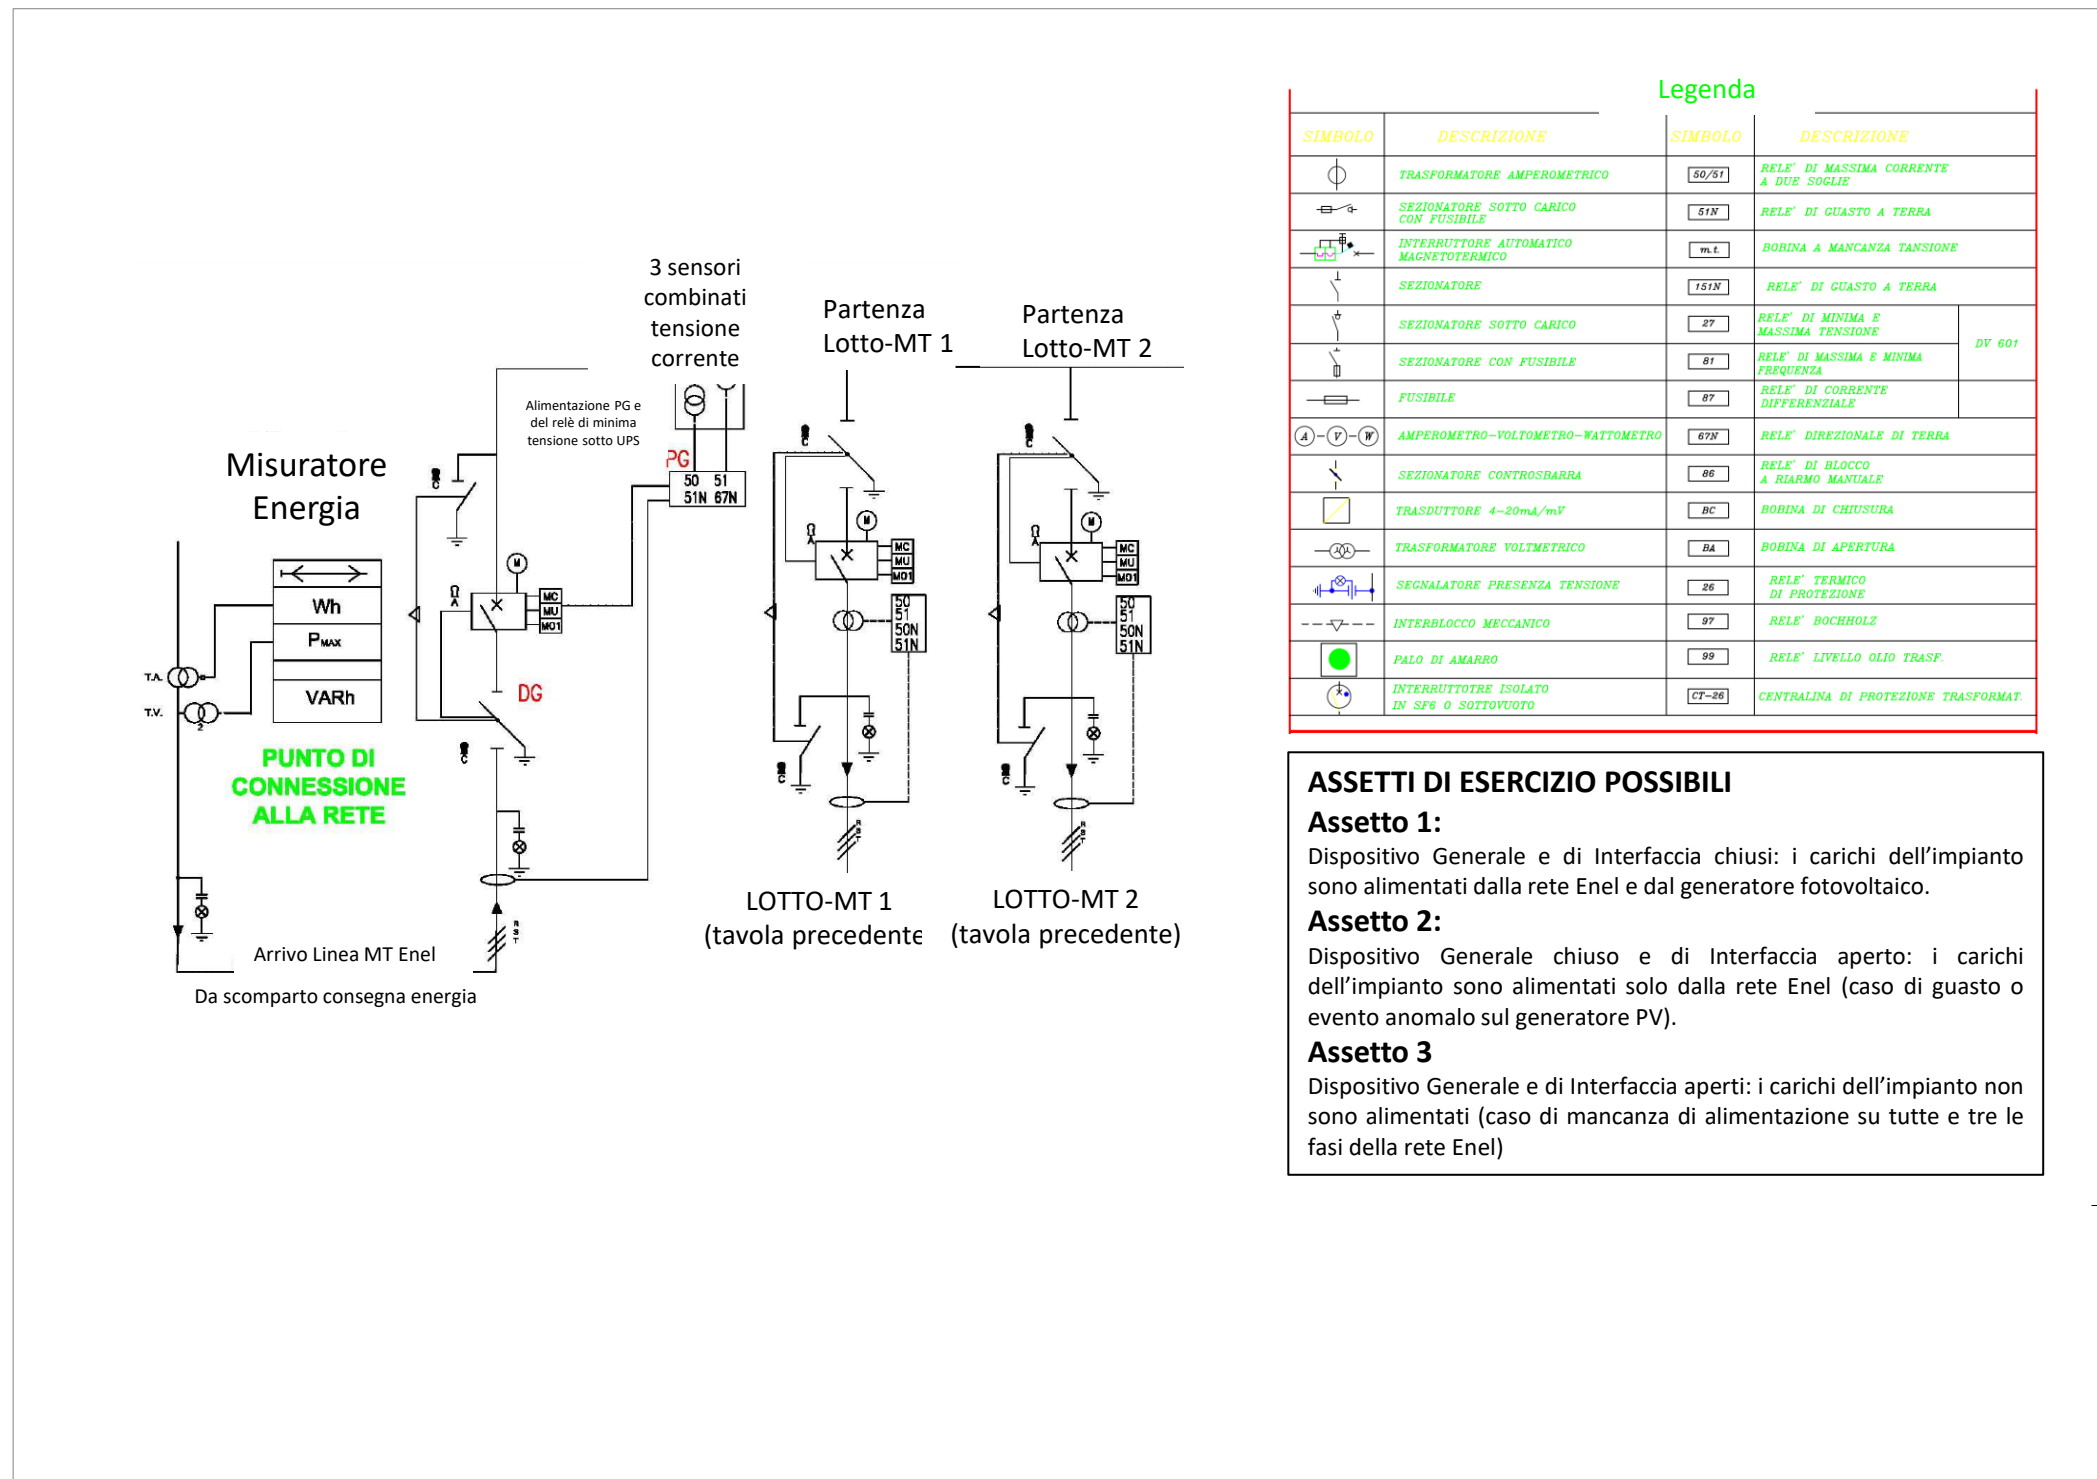 3 sensori
combinati
tensione
corrente
Partenza
Lotto-MT 1
Partenza
Lotto-MT 2
Alimentazione PG e
del relè di minima
tensione sotto UPS
PG
50 51
51N 67N
Misuratore
Energia
Wh
PMAX
VARh
T.A.
T.V.
2
PUNTO DI
CONNESSIONE
ALLA RETE
M
MC
MU
MO1
DG
R S T
Arrivo Linea MT Enel
Da scomparto consegna energia
M
MC
MU
MO1
50
51
50N
51N
R S T
LOTTO-MT 1
(tavola precedente
M
MC
MU
MO1
50
51
50N
51N
R S T
LOTTO-MT 2
(tavola precedente)
Legenda
SIMBOLO DESCRIZIONE SIMBOLO DESCRIZIONE
TRASFORMATORE AMPEROMETRICO 50/51 RELE' DI MASSIMA CORRENTE
A DUE SOGLIE
SEZIONATORE SOTTO CARICO
CON FUSIBILE 51N RELE' DI GUASTO A TERRA
INTERRUTTORE AUTOMATICO
MAGNETOTERMICO m.t. BOBINA A MANCANZA TANSIONE
SEZIONATORE 151N RELE' DI GUASTO A TERRA
SEZIONATORE SOTTO CARICO 27 RELE' DI MINIMA E
MASSIMA TENSIONE
DV 601
SEZIONATORE CON FUSIBILE 81 RELE' DI MASSIMA E MINIMA
FREQUENZA
FUSIBILE 87 RELE' DI CORRENTE
DIFFERENZIALE
A V W AMPEROMETRO-VOLTOMETRO-WATTOMETRO 67N RELE' DIREZIONALE DI TERRA
SEZIONATORE CONTROSBARRA 86 RELE' DI BLOCCO
A RIARMO MANUALE
TRASDUTTORE 4-20mA/mV BC BOBINA DI CHIUSURA
TRASFORMATORE VOLTMETRICO BA BOBINA DI APERTURA
SEGNALATORE PRESENZA TENSIONE 26 RELE' TERMICO
DI PROTEZIONE
INTERBLOCCO MECCANICO 97 RELE' BOCHHOLZ
PALO DI AMARRO 99 RELE' LIVELLO OLIO TRASF.
INTERRUTTOTRE ISOLATO
IN SF6 O SOTTOVUOTO CT-26 CENTRALINA DI PROTEZIONE TRASFORMAT.
ASSETTI DI ESERCIZIO POSSIBILI
Assetto 1:
Dispositivo Generale e di Interfaccia chiusi: i carichi dell'impianto
sono alimentati dalla rete Enel e dal generatore fotovoltaico.
Assetto 2:
Dispositivo Generale chiuso e di Interfaccia aperto: i carichi
dell'impianto sono alimentati solo dalla rete Enel (caso di guasto o
evento anomalo sul generatore PV).
Assetto 3
Dispositivo Generale e di Interfaccia aperti: i carichi dell'impianto non
sono alimentati (caso di mancanza di alimentazione su tutte e tre le
fasi della rete Enel)